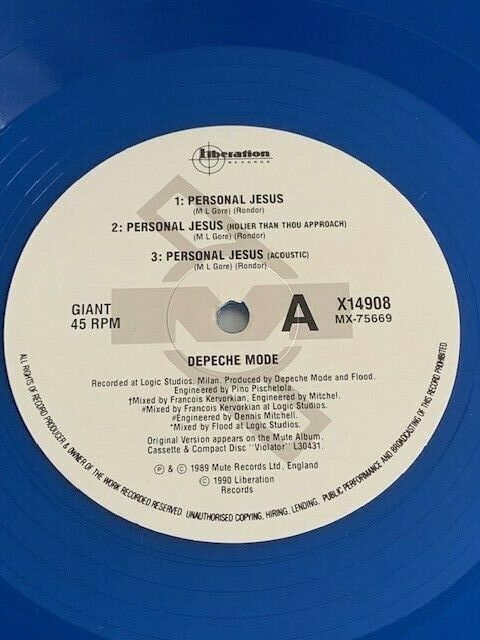 Liberation
RECORDS
1: PERSONAL JESUS
(M L Gore) (Rondor)
2: PERSONAL JESUS (HOLIER THAN THOU APPROACH)
(M L Gore) (Rondor)
3: PERSONAL JESUS (ACOUSTIC)
(M L Gore) (Rondor)
GIANT
45 RPM
A
X14908
MX-75669
DEPECHE MODE
Recorded at Logic Studios. Milan. Produced by Depeche Mode and Flood.
Engineered by Pino Pischetola.
†Mixed by Francois Kervorkian, Engineered by Mitchel.
#Mixed by Francois Kervorkian at Logic Studios.
#Engineered by Dennis Mitchell.
*Mixed by Flood at Logic Studios.
Original Version appears on the Mute Album.
Cassette & Compact Disc "Violator" L30431.
Ⓟ & © 1989 Mute Records Ltd. England
© 1990 Liberation
Records
ALL RIGHTS OF RECORD PRODUCER & OWNER OF THE WORK RECORDED RESERVED. UNAUTHORISED COPYING, HIRING, LENDING, PUBLIC PERFORMANCE AND BROADCASTING OF THIS RECORD PROHIBITED